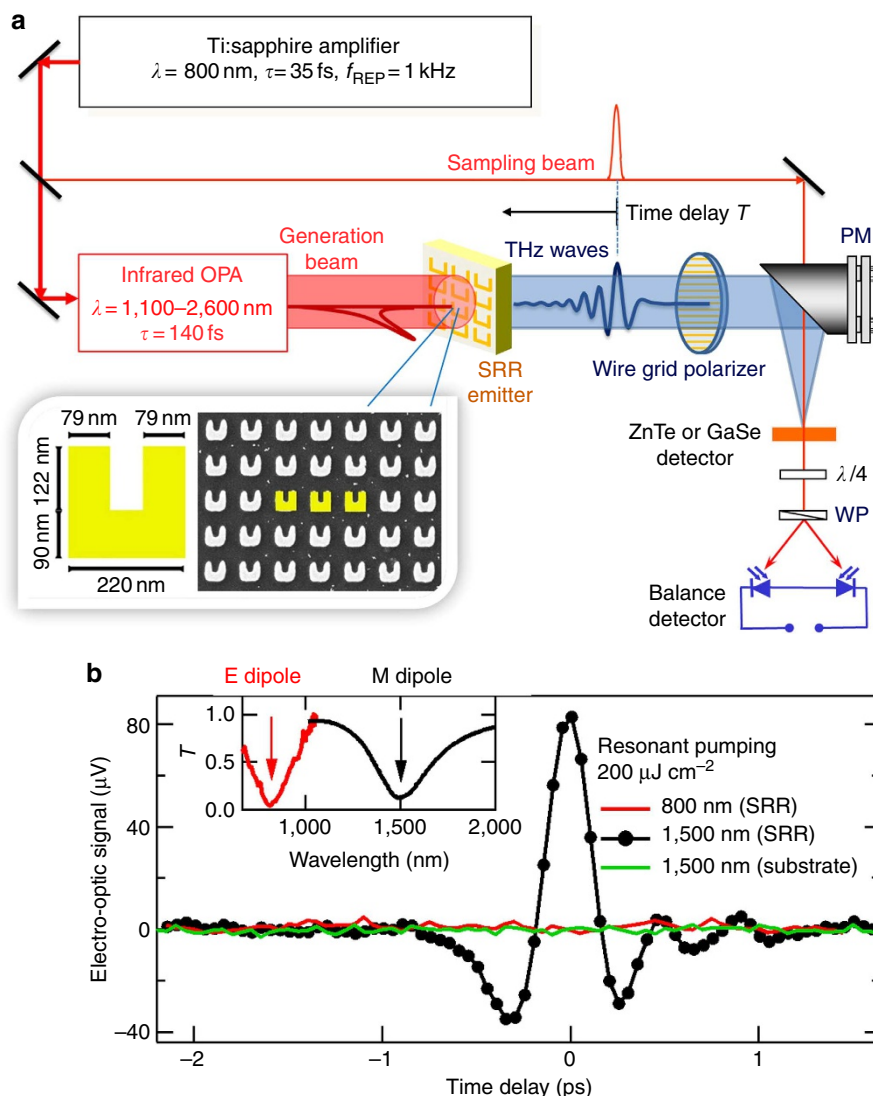 a
Ti:sapphire amplifier
λ = 800 nm, τ = 35 fs, f_REP = 1 kHz
Sampling beam
Time delay T
Generation
beam
THz waves
PM
Infrared OPA
λ = 1,100–2,600 nm
τ = 140 fs
SRR
emitter
Wire grid polarizer
79 nm
79 nm
122 nm
90 nm
220 nm
ZnTe or GaSe
detector
λ/4
WP
Balance
detector
b
E dipole
M dipole
T
1.0
0.5
0.0
1,000
1,500
2,000
Wavelength (nm)
Resonant pumping
200 μJ cm⁻²
800 nm (SRR)
1,500 nm (SRR)
1,500 nm (substrate)
Electro-optic signal (μV)
80
40
0
−40
−2
−1
0
1
Time delay (ps)